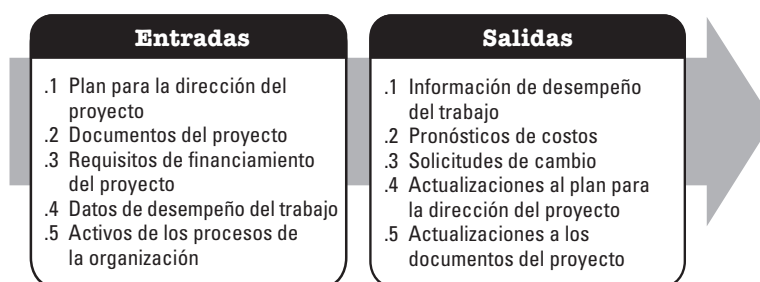 Entradas
.1 Plan para la dirección del
proyecto
.2 Documentos del proyecto
.3 Requisitos de financiamiento
del proyecto
.4 Datos de desempeño del trabajo
.5 Activos de los procesos de
la organización
Salidas
.1 Información de desempeño
del trabajo
.2 Pronósticos de costos
.3 Solicitudes de cambio
.4 Actualizaciones al plan para
la dirección del proyecto
.5 Actualizaciones a los
documentos del proyecto